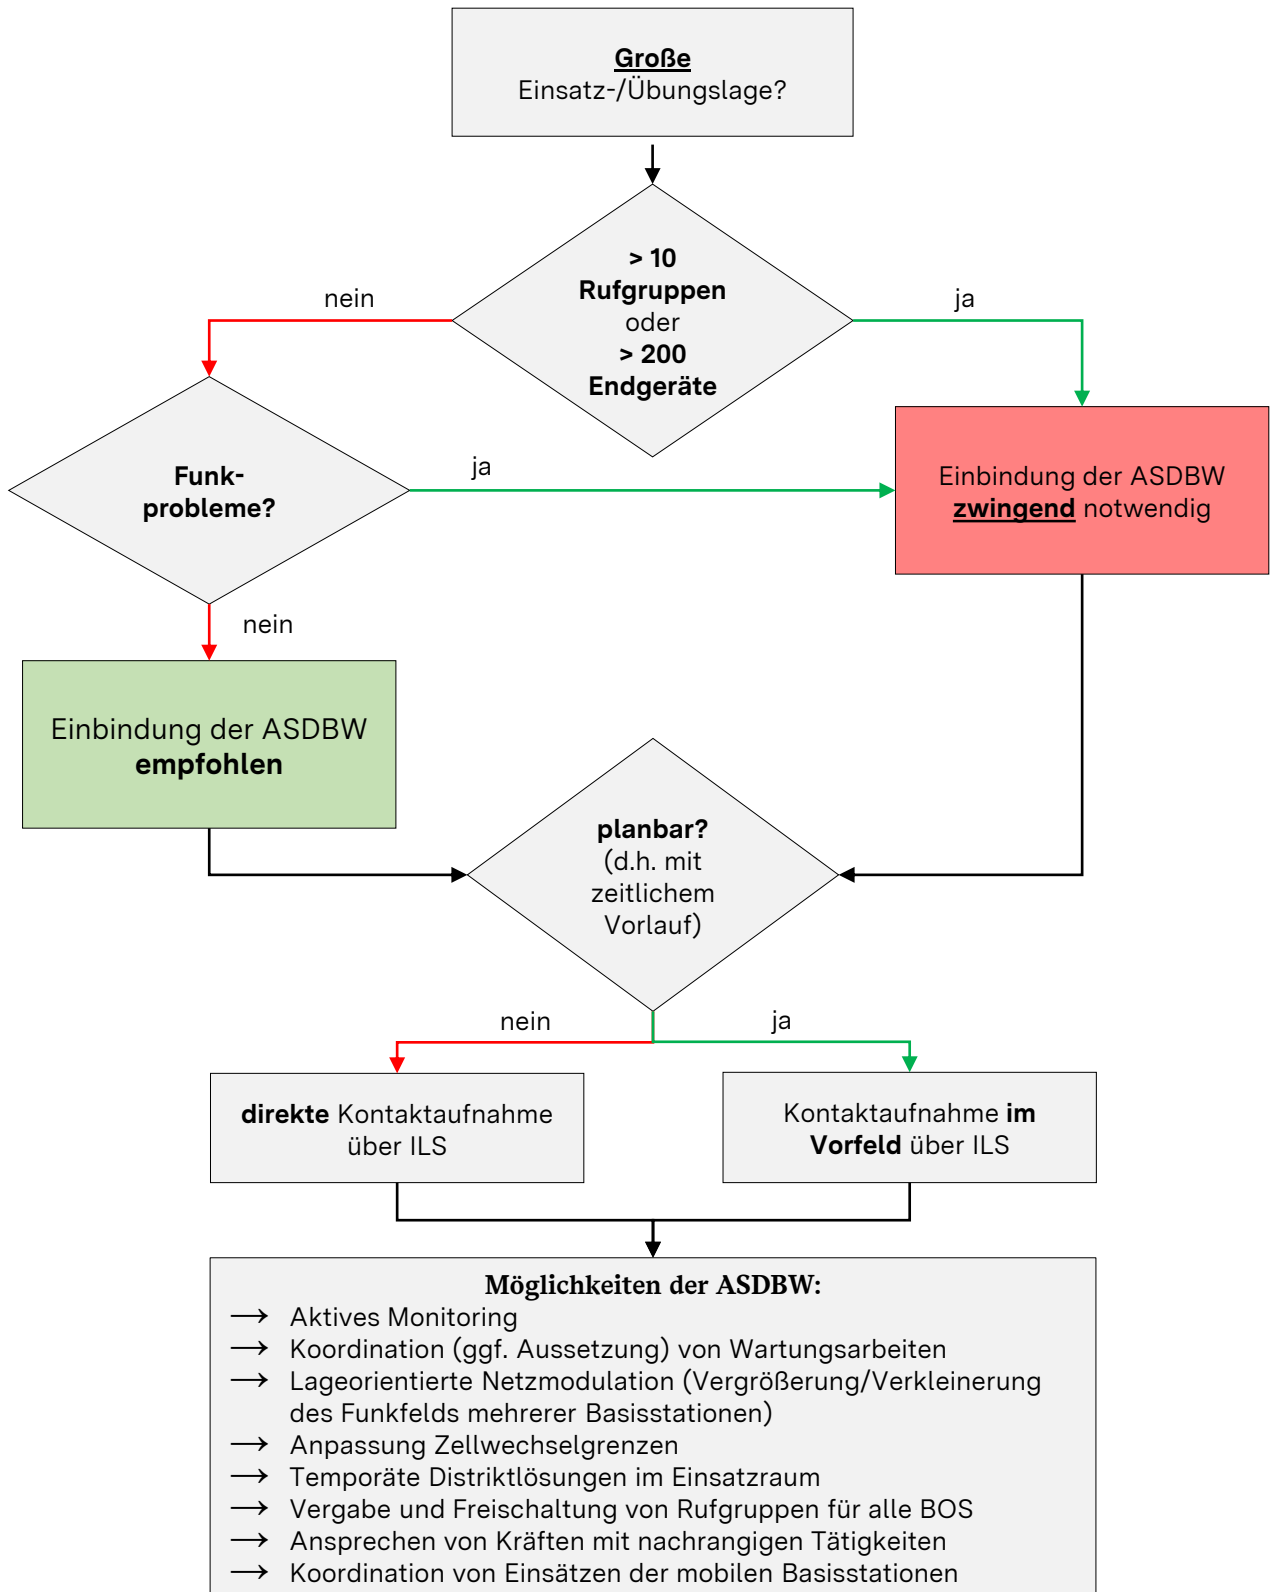 Große
Einsatz-/Übungslage?
> 10
Rufgruppen
oder
> 200
Endgeräte
nein
ja
Funk-
probleme?
ja
Einbindung der ASDBW
zwingend notwendig
nein
Einbindung der ASDBW
empfohlen
planbar?
(d.h. mit
zeitlichem
Vorlauf)
nein
ja
direkte Kontaktaufnahme
über ILS
Kontaktaufnahme im
Vorfeld über ILS
Möglichkeiten der ASDBW:
→ Aktives Monitoring
→ Koordination (ggf. Aussetzung) von Wartungsarbeiten
→ Lageorientierte Netzmodulation (Vergrößerung/Verkleinerung
des Funkfelds mehrerer Basisstationen)
→ Anpassung Zellwechselgrenzen
→ Temporäte Distriktlösungen im Einsatzraum
→ Vergabe und Freischaltung von Rufgruppen für alle BOS
→ Ansprechen von Kräften mit nachrangigen Tätigkeiten
→ Koordination von Einsätzen der mobilen Basisstationen